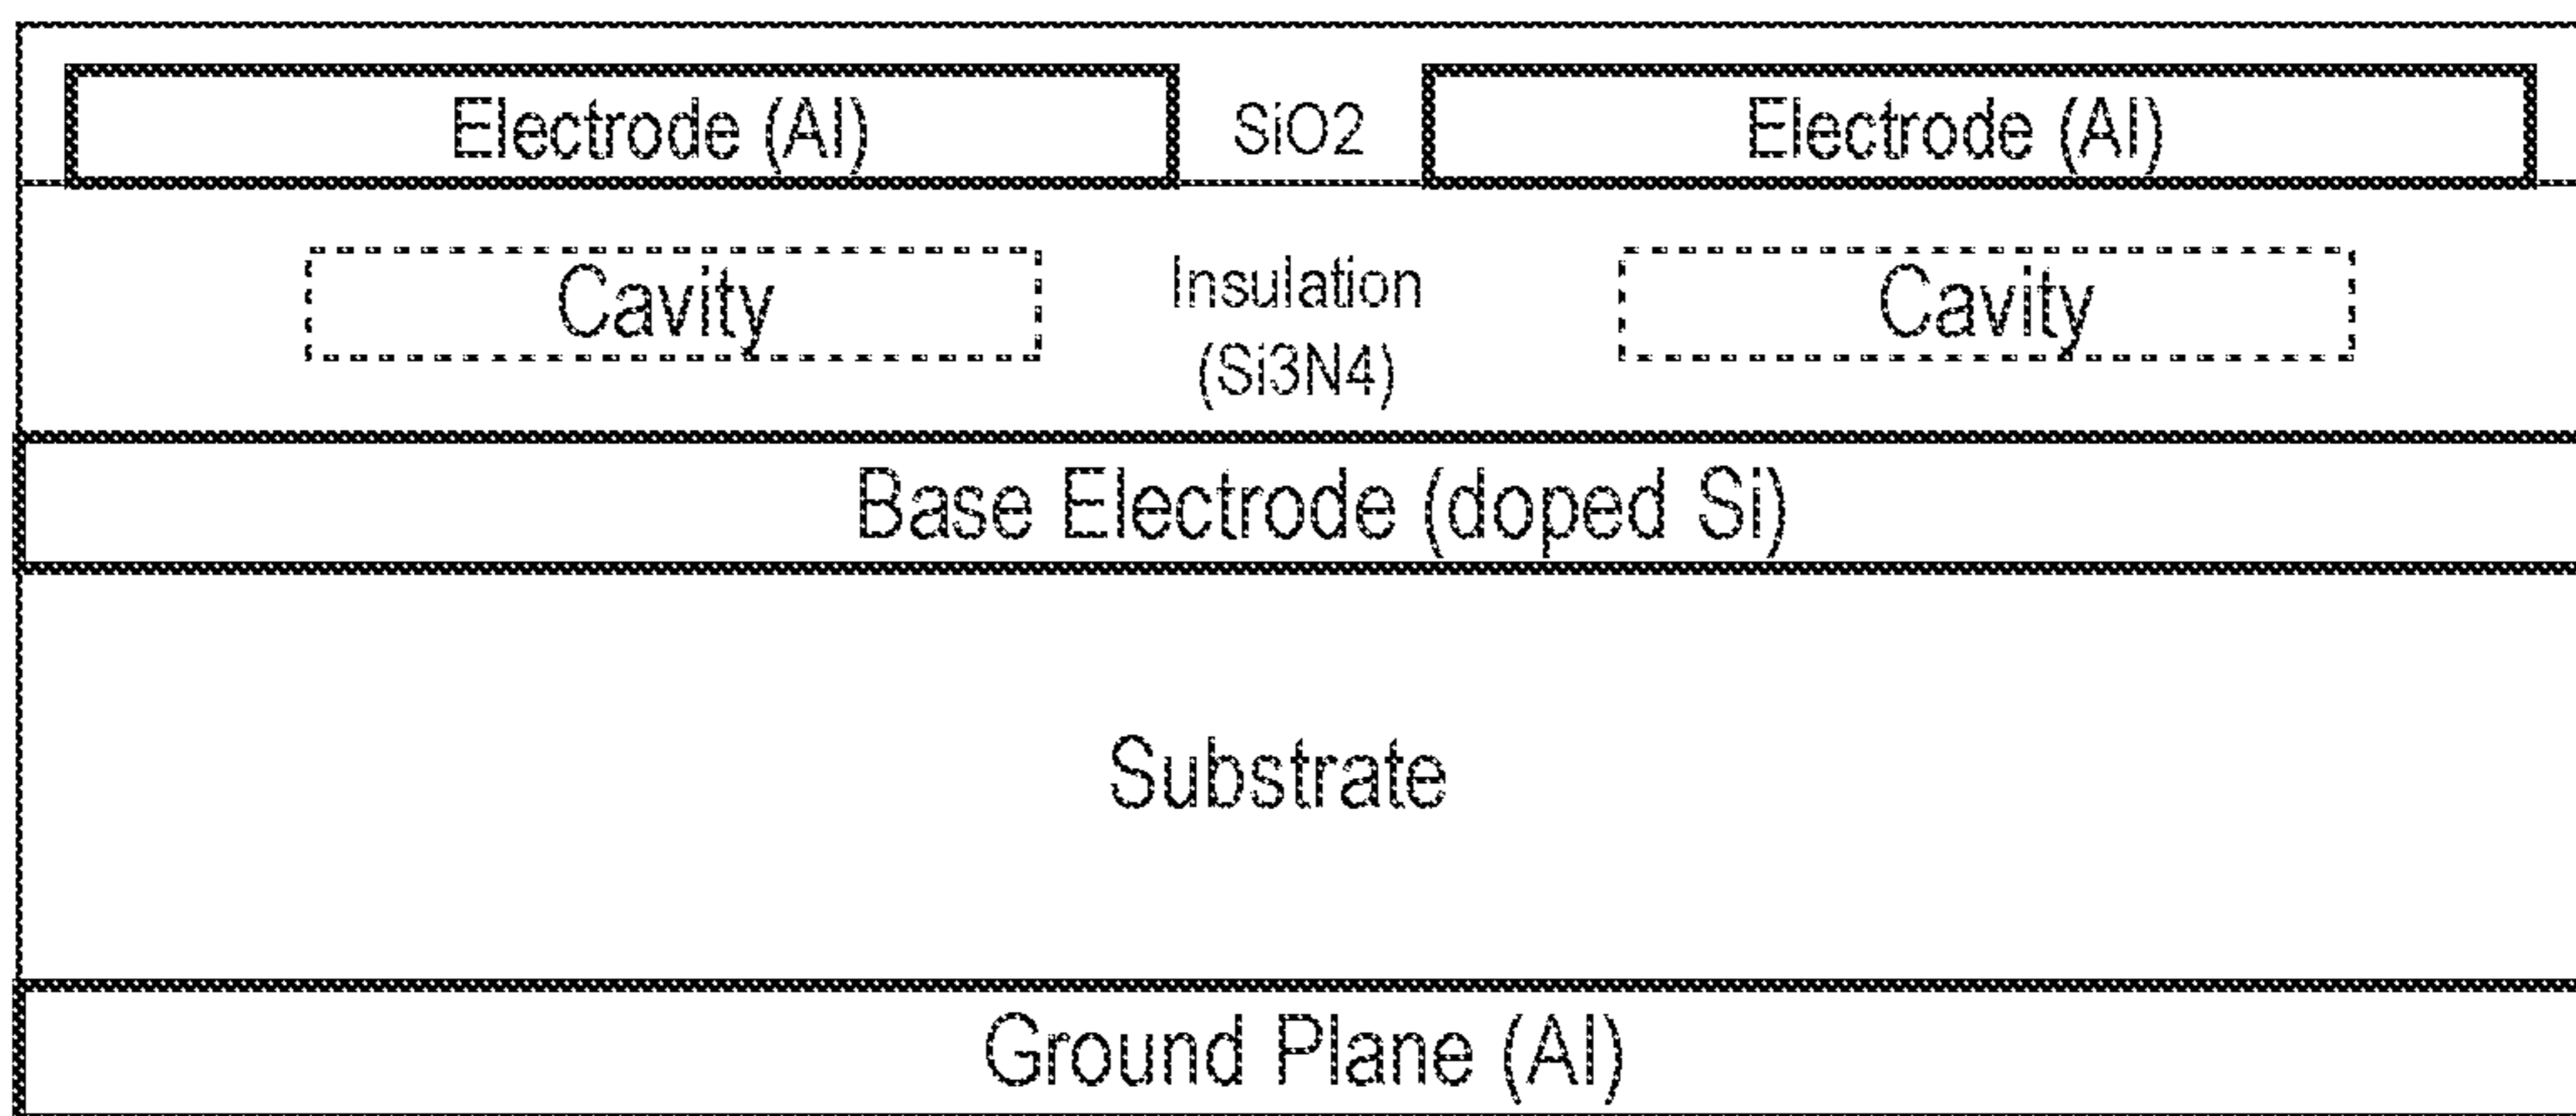 Electrode (Al)
SiO2
Electrode (Al)
Cavity
Insulation
(Si3N4)
Cavity
Base Electrode (doped Si)
Substrate
Ground Plane (Al)